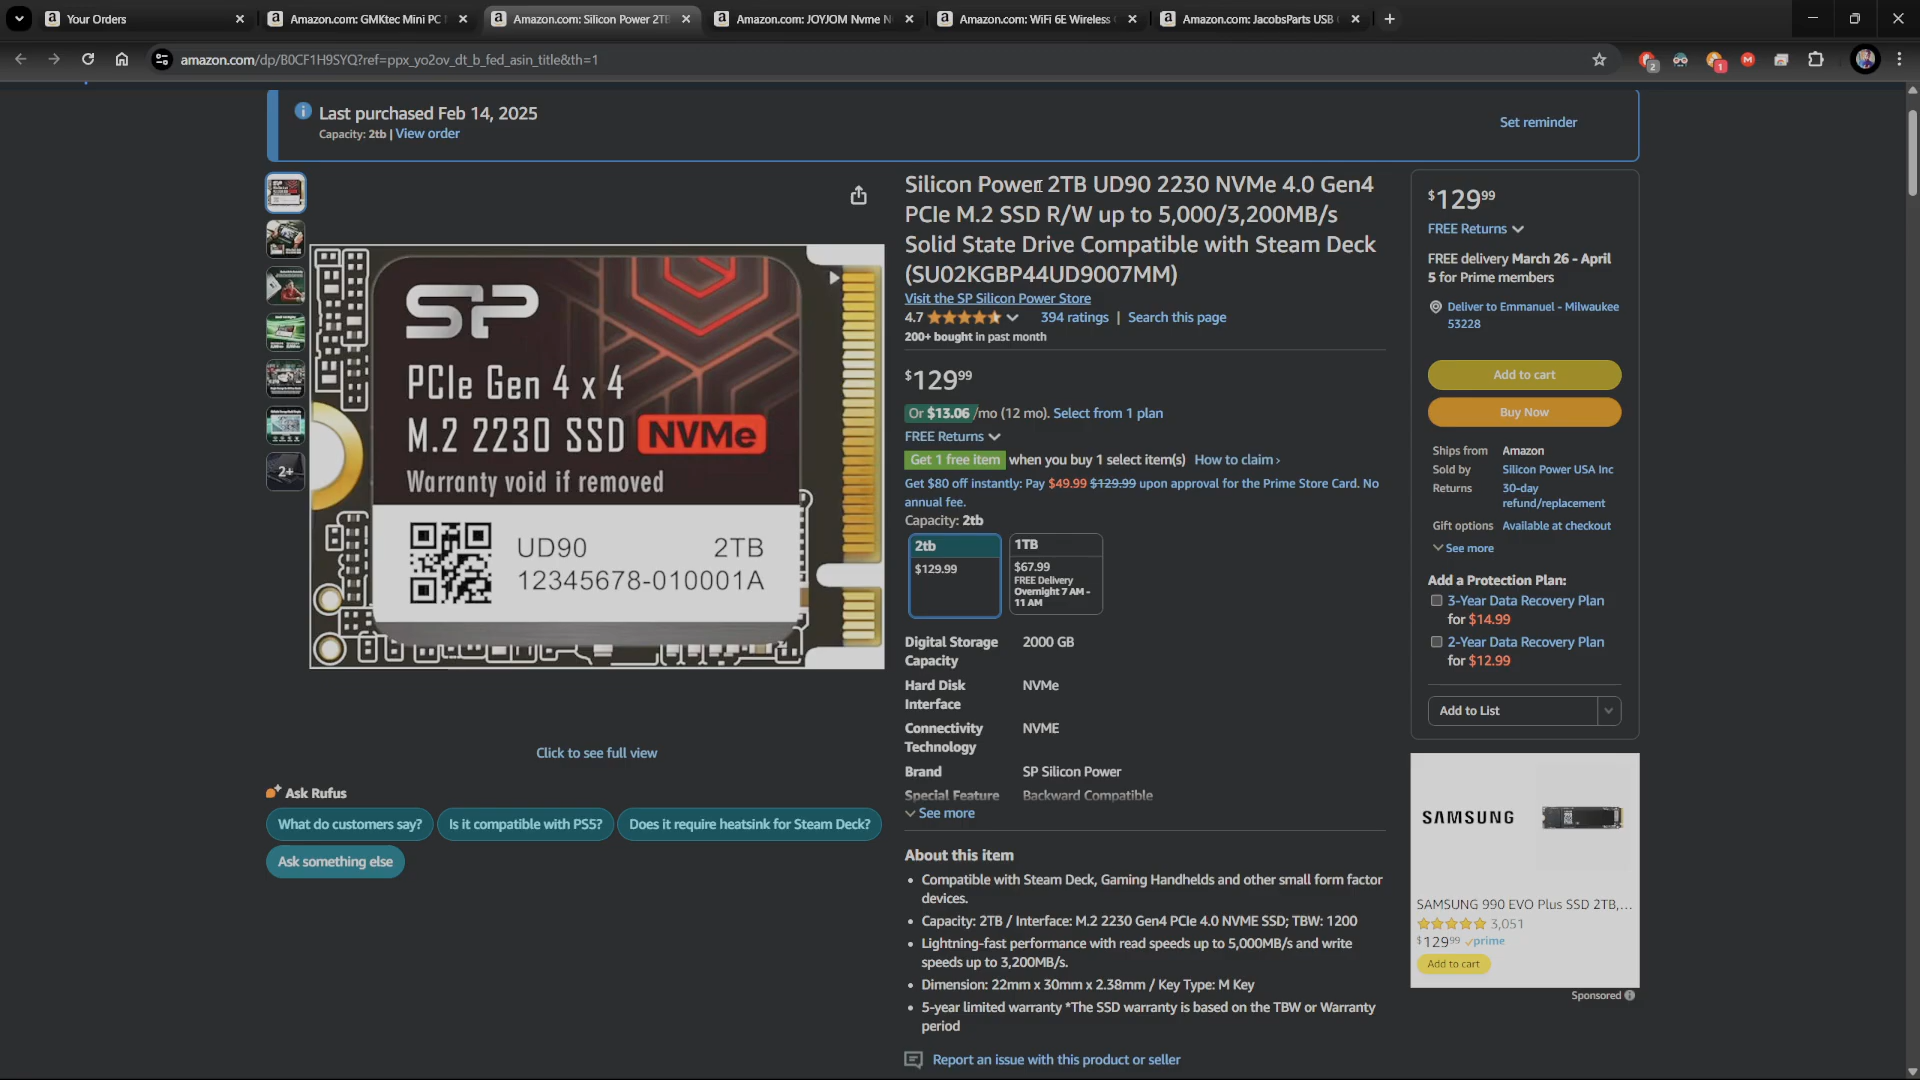 Your Orders
Amazon.com: GMKtec Mini PC
Amazon.com: Silicon Power 2TB
Amazon.com: JOYJOM Nvme N
Amazon.com: WiFi 6E Wireless
Amazon.com: JacobsParts USB
amazon.com/dp/B0CF1H9SYQ?ref=ppx_yo2ov_dt_b_fed_asin_title&th=1
2
1
Last purchased Feb 14, 2025
Capacity: 2tb | View order
Set reminder
SP
PCIe Gen 4 x 4
M.2 2230 SSD NVMe
Warranty void if removed
UD90 2TB
12345678-010001A
2+
Click to see full view
Ask Rufus
What do customers say?
Is it compatible with PS5?
Does it require heatsink for Steam Deck?
Ask something else
Silicon Power 2TB UD90 2230 NVMe 4.0 Gen4
PCIe M.2 SSD R/W up to 5,000/3,200MB/s
Solid State Drive Compatible with Steam Deck
(SU02KGBP44UD9007MM)
Visit the SP Silicon Power Store
4.7 394 ratings | Search this page
200+ bought in past month
$129 99
Or $13.06 /mo (12 mo). Select from 1 plan
FREE Returns
Get 1 free item when you buy 1 select item(s) How to claim ›
Get $80 off instantly: Pay $49.99 $129.99 upon approval for the Prime Store Card. No
annual fee.
Capacity: 2tb
2tb
$129.99
1TB
$67.99
FREE Delivery
Overnight 7 AM -
11 AM
Digital Storage
Capacity
2000 GB
Hard Disk
Interface
NVMe
Connectivity
Technology
NVME
Brand
SP Silicon Power
Special Feature
Backward Compatible
See more
About this item
• Compatible with Steam Deck, Gaming Handhelds and other small form factor
devices.
• Capacity: 2TB / Interface: M.2 2230 Gen4 PCIe 4.0 NVME SSD; TBW: 1200
• Lightning-fast performance with read speeds up to 5,000MB/s and write
speeds up to 3,200MB/s.
• Dimension: 22mm x 30mm x 2.38mm / Key Type: M Key
• 5-year limited warranty *The SSD warranty is based on the TBW or Warranty
period
Report an issue with this product or seller
$129 99
FREE Returns
FREE delivery March 26 - April
5 for Prime members
Deliver to Emmanuel - Milwaukee
53228
Add to cart
Buy Now
Ships from Amazon
Sold by Silicon Power USA Inc
Returns 30-day
refund/replacement
Gift options Available at checkout
See more
Add a Protection Plan:
3-Year Data Recovery Plan
for $14.99
2-Year Data Recovery Plan
for $12.99
Add to List
SAMSUNG
SAMSUNG 990 EVO Plus SSD 2TB,...
3,051
$129 99 prime
Add to cart
Sponsored